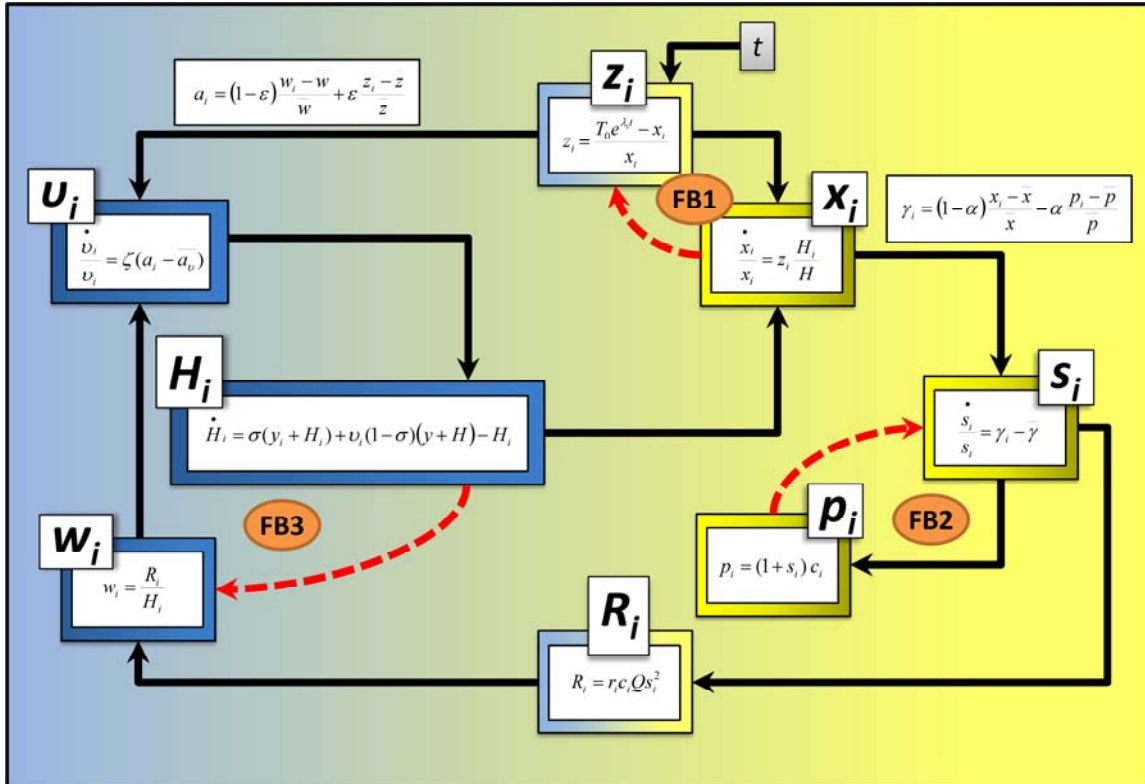 t
z_i
z_i = (T_0 e^{λ_i t} − x_i) / x_i
a_i = (1−ε) (w_i − w̄) / w̄ + ε (z_i − z̄) / z̄
υ_i
υ̇_i / υ_i = ζ(a_i − \overline{a_υ})
FB1
x_i
ẋ_i / x_i = z_i H_i / H
γ_i = (1−α) (x_i − x̄) / x̄ − α (p_i − p̄) / p̄
H_i
Ḣ_i = σ(y_i + H_i) + υ_i(1−σ)(y + H) − H_i
s_i
ṡ_i / s_i = γ_i − γ̄
FB3
w_i
w_i = R_i / H_i
p_i
FB2
p_i = (1 + s_i) c_i
R_i
R_i = r_i c_i Q s_i^2